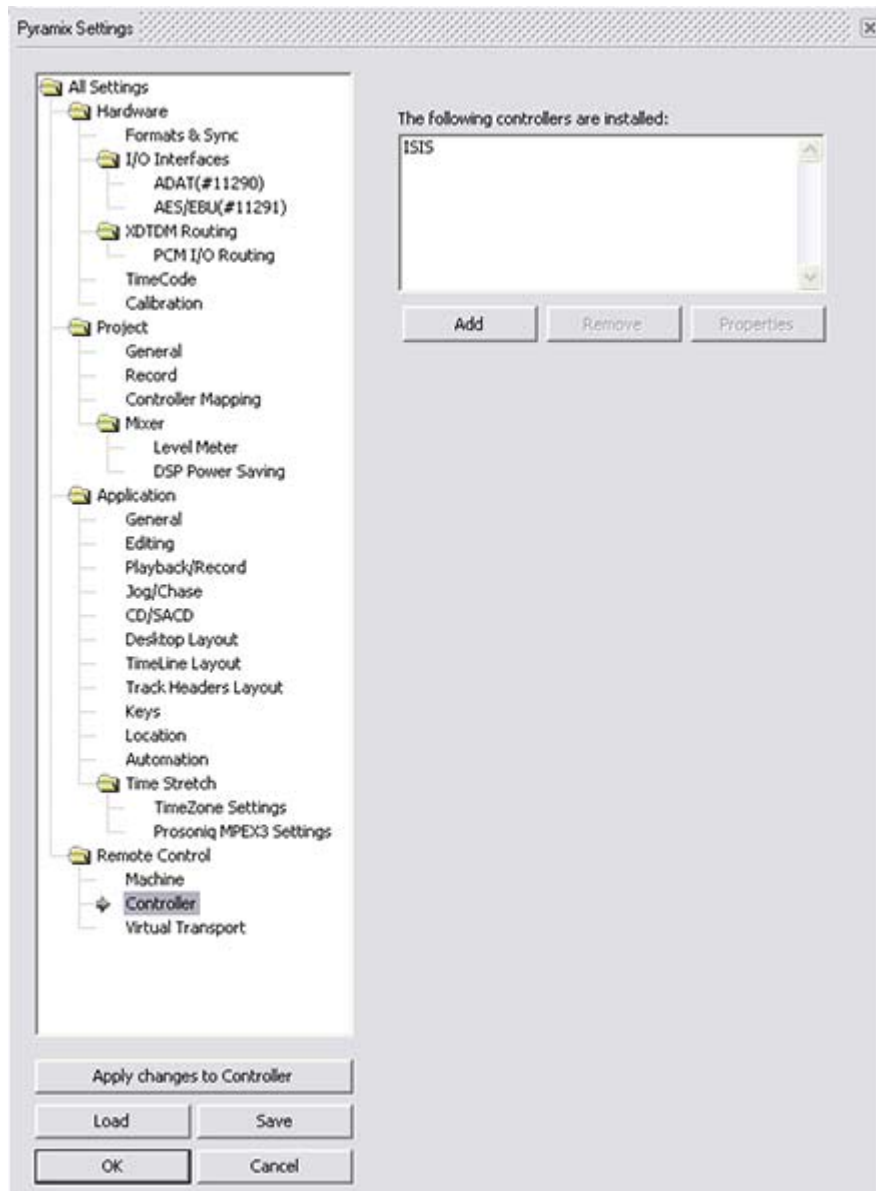 Pyramix Settings
All Settings
Hardware
Formats & Sync
I/O Interfaces
ADAT(#11290)
AES/EBU(#11291)
XDTDM Routing
PCM I/O Routing
TimeCode
Calibration
Project
General
Record
Controller Mapping
Mixer
Level Meter
DSP Power Saving
Application
General
Editing
Playback/Record
Jog/Chase
CD/SACD
Desktop Layout
TimeLine Layout
Track Headers Layout
Keys
Location
Automation
Time Stretch
TimeZone Settings
Prosoniq MPEX3 Settings
Remote Control
Machine
Controller
Virtual Transport
The following controllers are installed:
ISIS
Add Remove Properties
Apply changes to Controller
Load Save
OK Cancel